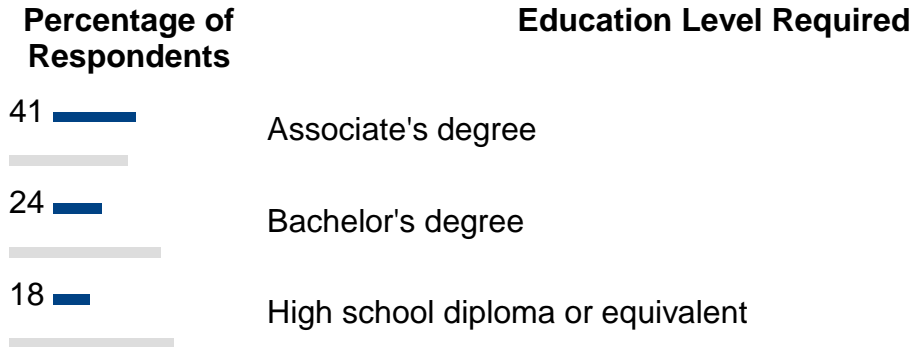 Percentage of Respondents
Education Level Required
41
Associate's degree
24
Bachelor's degree
18
High school diploma or equivalent